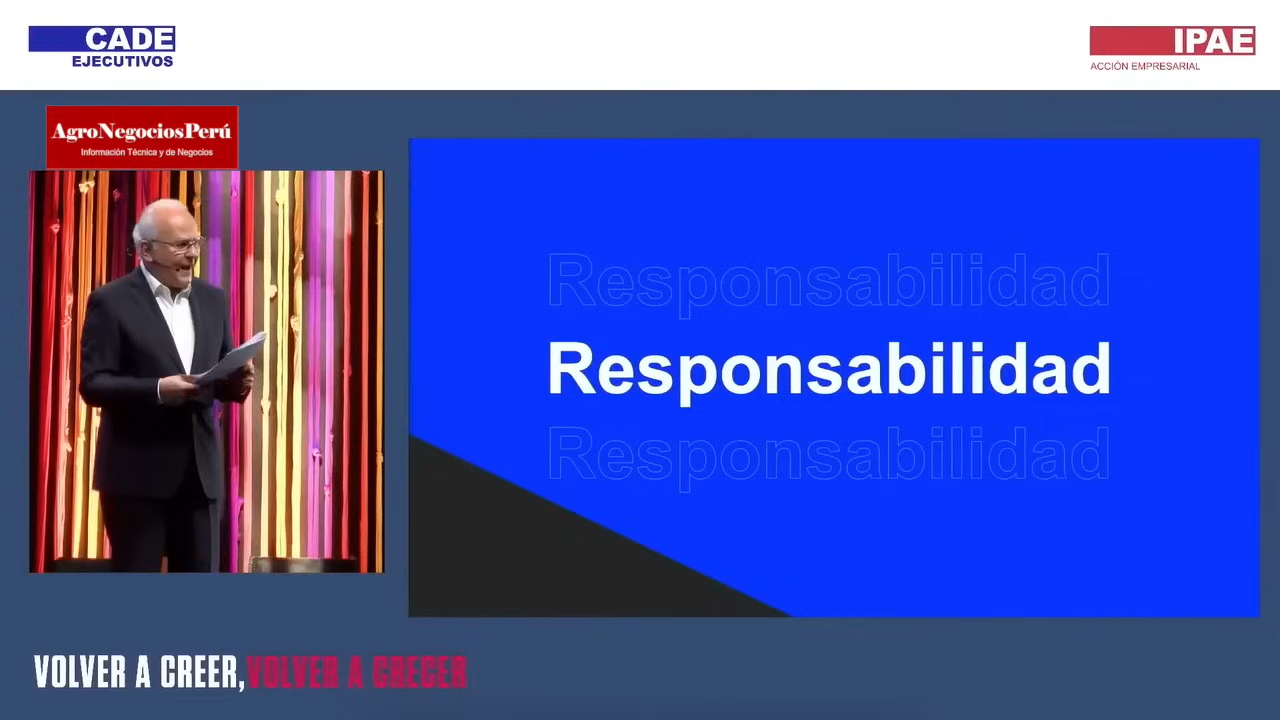 CADE
EJECUTIVOS
IPAE
ACCIÓN EMPRESARIAL
AgroNegociosPerú
Información Técnica y de Negocios
Responsabilidad
Responsabilidad
Responsabilidad
VOLVER A CREER, VOLVER A CRECER